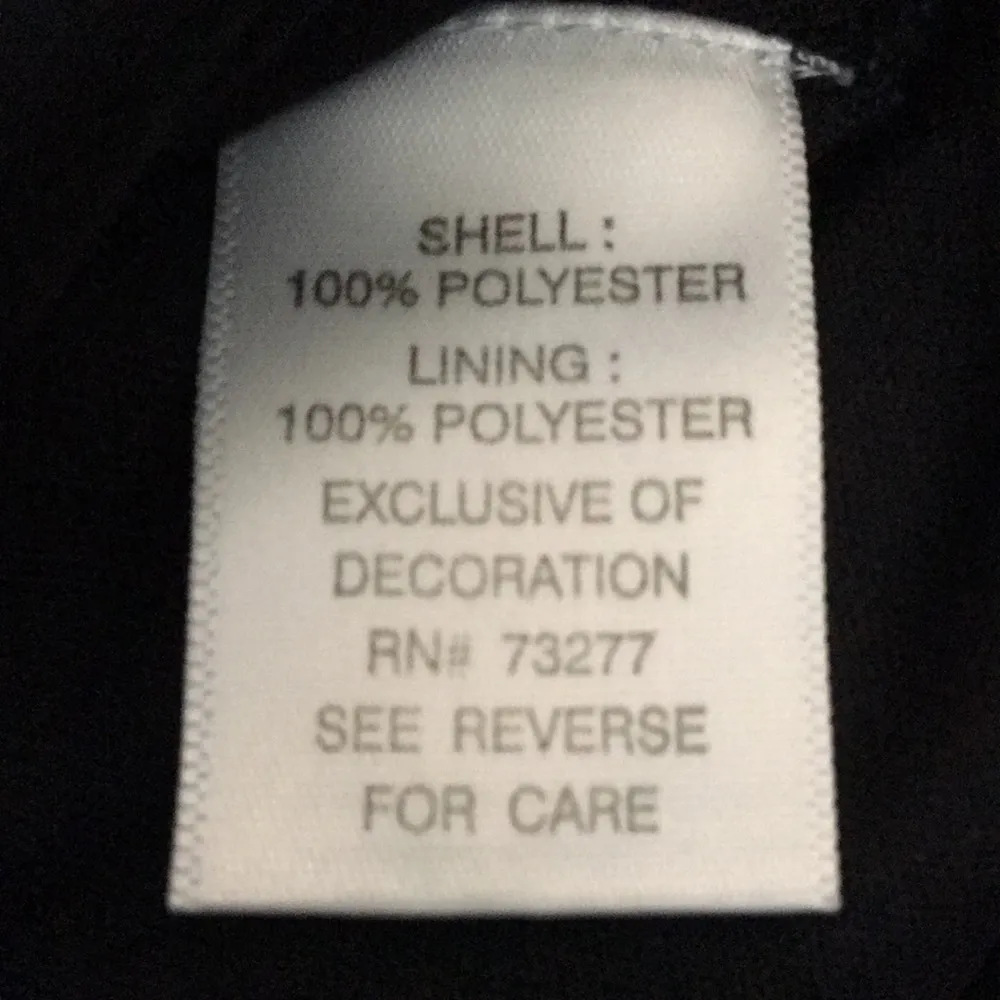 SHELL :
100% POLYESTER
LINING :
100% POLYESTER
EXCLUSIVE OF
DECORATION
RN# 73277
SEE REVERSE
FOR CARE